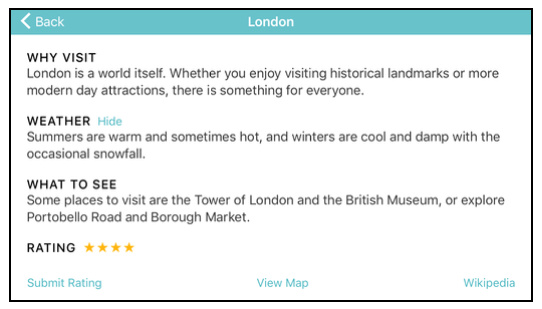 Back
London
WHY VISIT
London is a world itself. Whether you enjoy visiting historical landmarks or more
modern day attractions, there is something for everyone.
WEATHER Hide
Summers are warm and sometimes hot, and winters are cool and damp with the
occasional snowfall.
WHAT TO SEE
Some places to visit are the Tower of London and the British Museum, or explore
Portobello Road and Borough Market.
RATING ★★★★
Submit Rating
View Map
Wikipedia